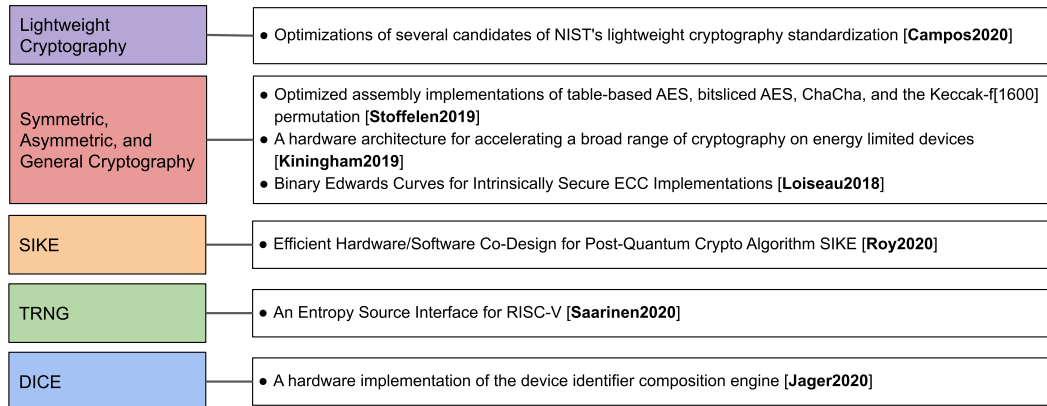 Lightweight
Cryptography
● Optimizations of several candidates of NIST's lightweight cryptography standardization [Campos2020]
Symmetric,
Asymmetric, and
General Cryptography
● Optimized assembly implementations of table-based AES, bitsliced AES, ChaCha, and the Keccak-f[1600]
permutation [Stoffelen2019]
● A hardware architecture for accelerating a broad range of cryptography on energy limited devices
[Kiningham2019]
● Binary Edwards Curves for Intrinsically Secure ECC Implementations [Loiseau2018]
SIKE
● Efficient Hardware/Software Co-Design for Post-Quantum Crypto Algorithm SIKE [Roy2020]
TRNG
● An Entropy Source Interface for RISC-V [Saarinen2020]
DICE
● A hardware implementation of the device identifier composition engine [Jager2020]